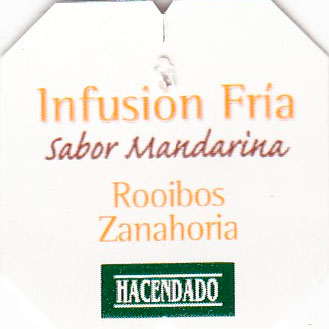 Infusion Fría
Sabor Mandarina
Rooibos
Zanahoria
HACENDADO